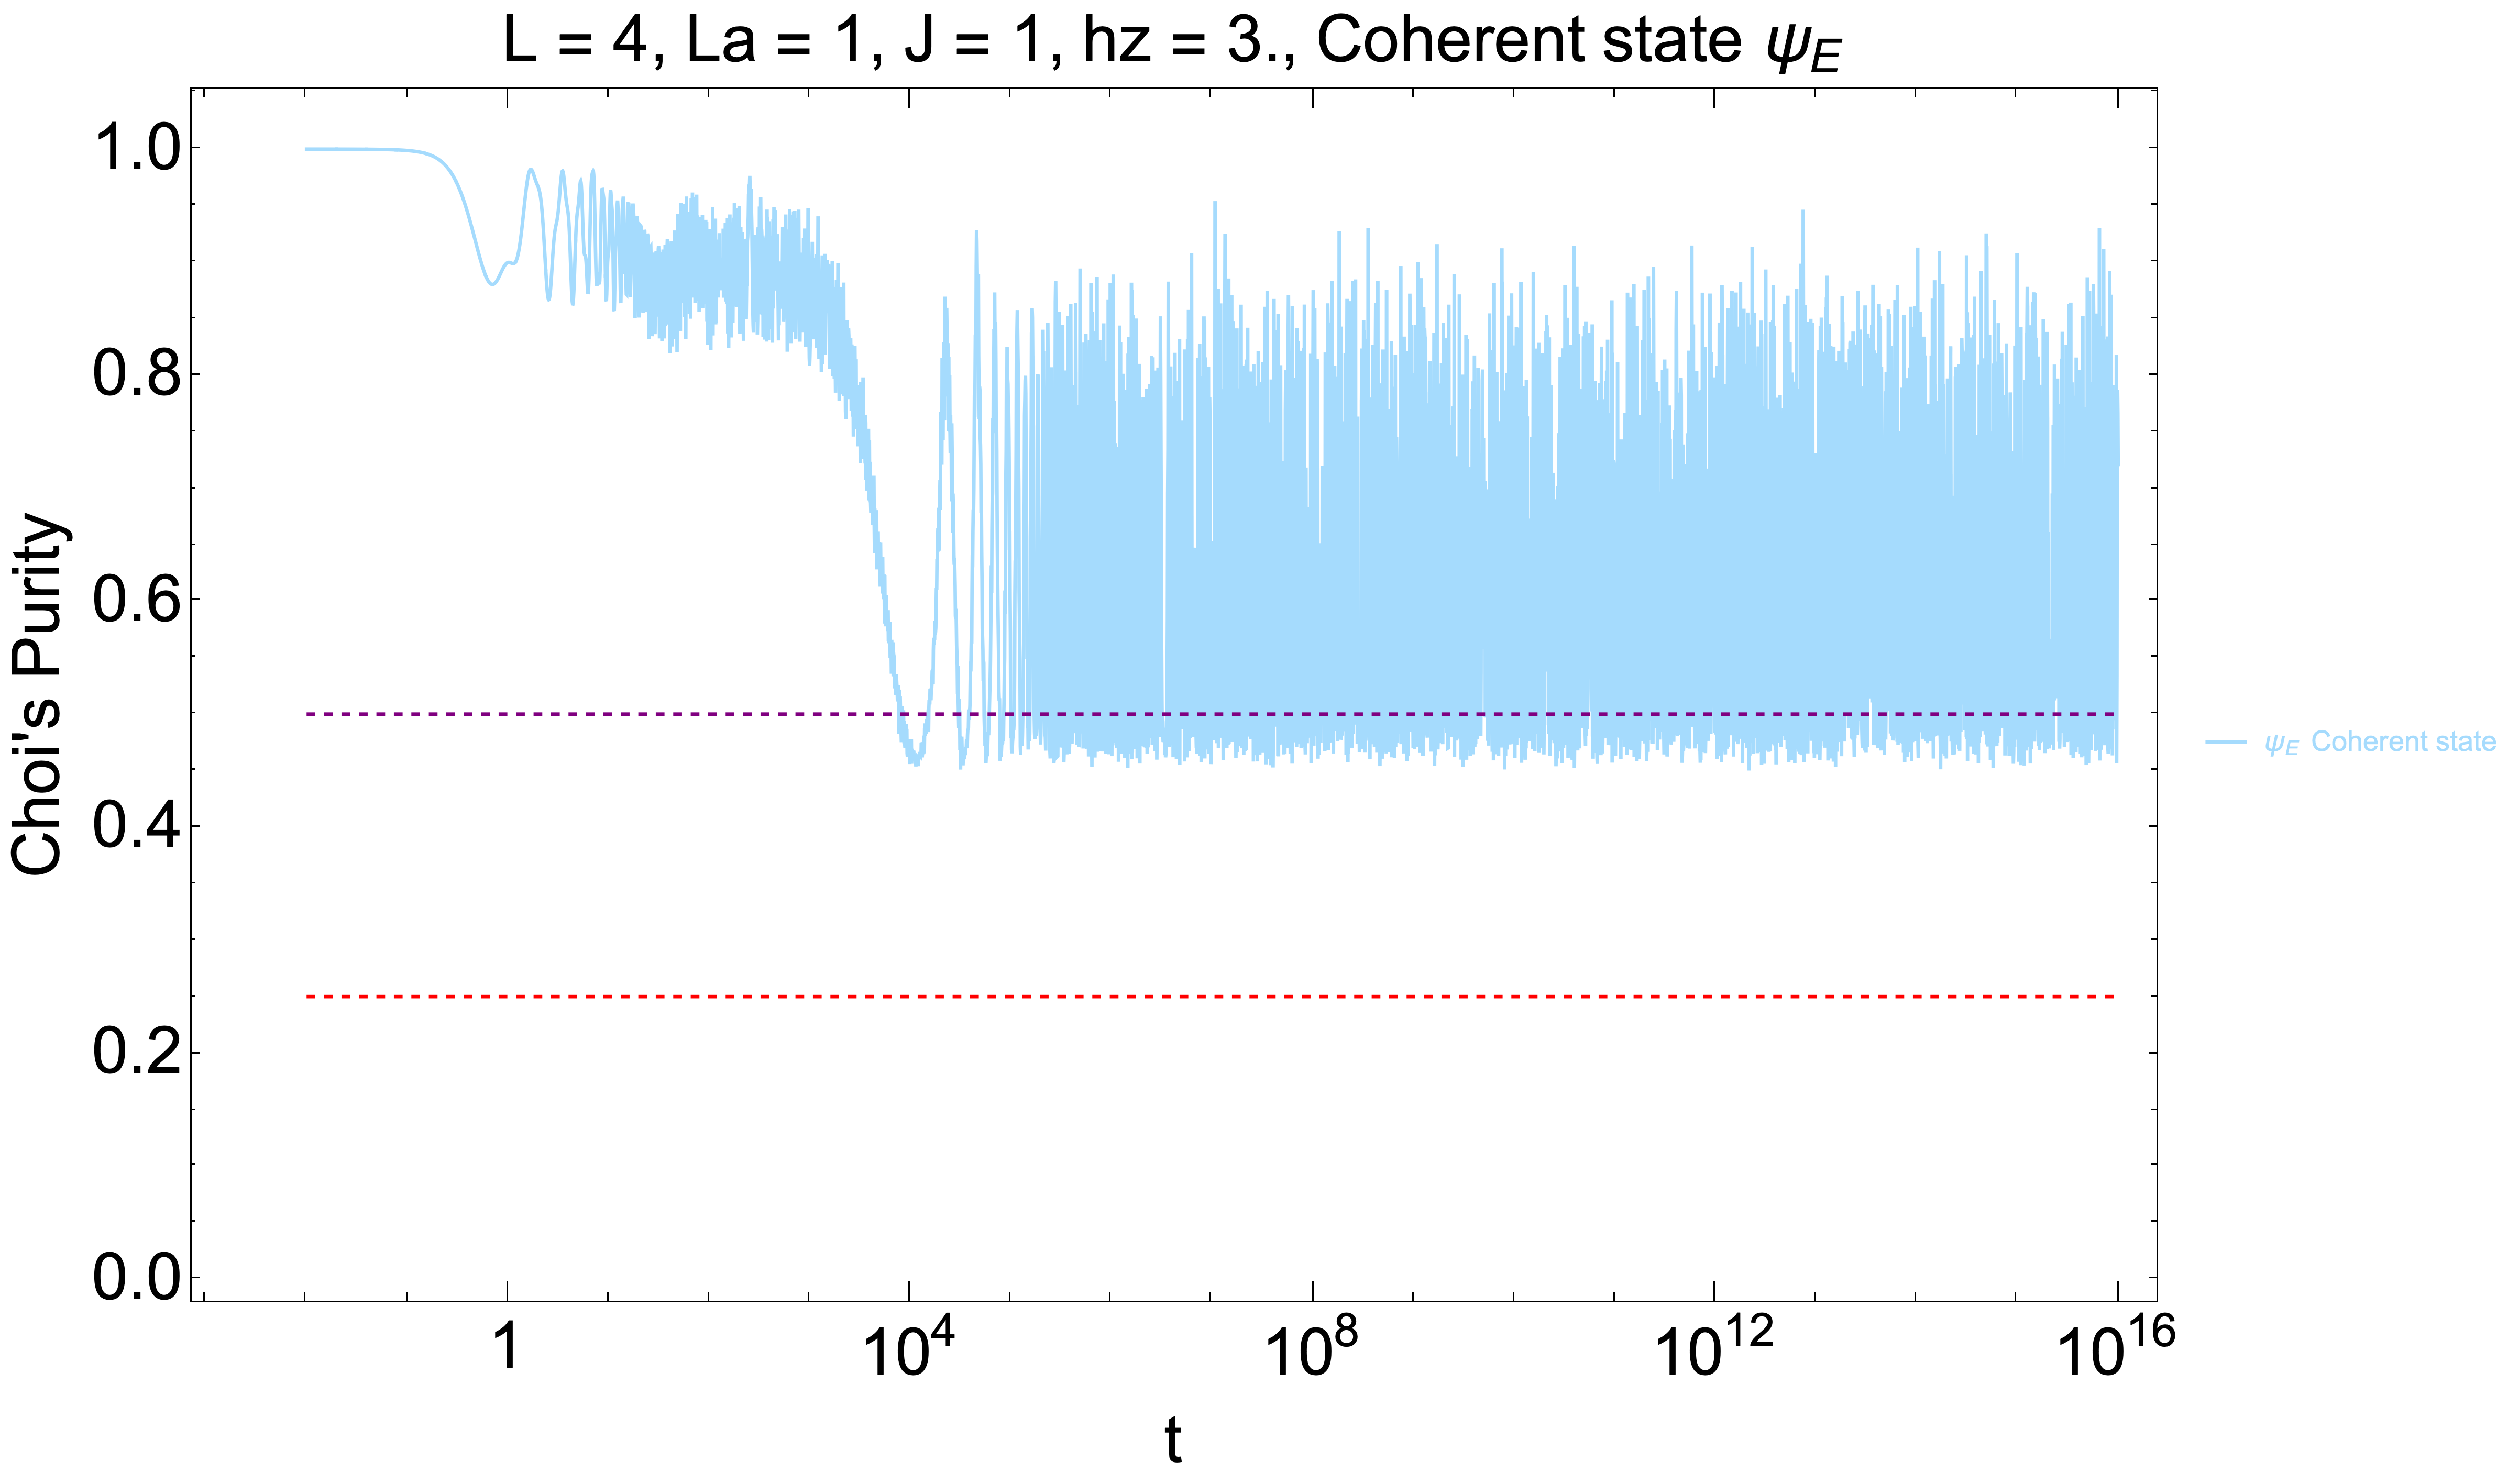 L = 4, La = 1, J = 1, hz = 3., Coherent state ψE
Choi's Purity
1.0
0.8
0.6
0.4
0.2
0.0
1
10^4
10^8
10^12
10^16
t
ψE Coherent state